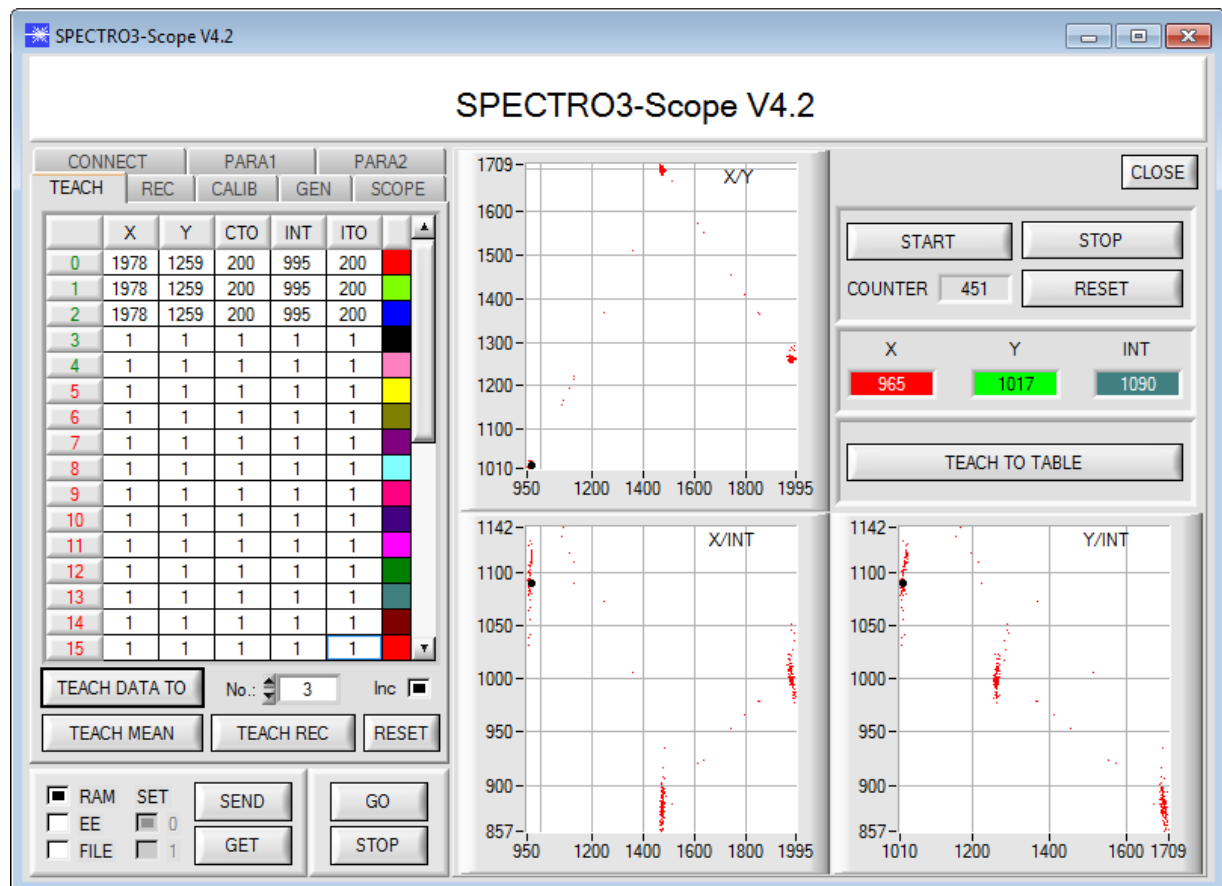 SPECTRO3-Scope V4.2
SPECTRO3-Scope V4.2
CONNECT PARA1 PARA2
TEACH REC CALIB GEN SCOPE
X Y CTO INT ITO
0 1978 1259 200 995 200
1 1978 1259 200 995 200
2 1978 1259 200 995 200
3 1 1 1 1 1
4 1 1 1 1 1
5 1 1 1 1 1
6 1 1 1 1 1
7 1 1 1 1 1
8 1 1 1 1 1
9 1 1 1 1 1
10 1 1 1 1 1
11 1 1 1 1 1
12 1 1 1 1 1
13 1 1 1 1 1
14 1 1 1 1 1
15 1 1 1 1 1
TEACH DATA TO No.: 3 Inc
TEACH MEAN TEACH REC RESET
RAM SET SEND GO
EE 0
FILE 1 GET STOP
X/Y
1709
1600
1500
1400
1300
1200
1100
1010
950 1200 1400 1600 1800 1995
CLOSE
START STOP
COUNTER 451 RESET
X Y INT
965 1017 1090
TEACH TO TABLE
X/INT
1142
1100
1050
1000
950
900
857
950 1200 1400 1600 1800 1995
Y/INT
1142
1100
1050
1000
950
900
857
1010 1200 1400 1600 1709